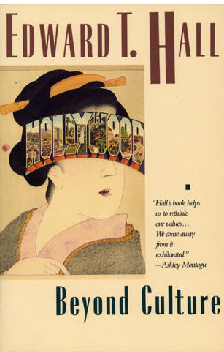 EDWARD T. HALL
HOLLYWOOD
"Hall's book helps
us to rethink
our values...
We come away
from it
exhilarated."
—Ashley Montagu
Beyond Culture